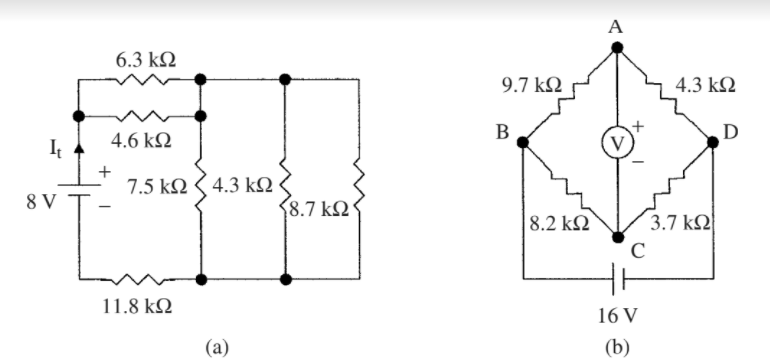 6.3 kΩ
4.6 kΩ
I_t
+
8 V
−
7.5 kΩ
4.3 kΩ
8.7 kΩ
11.8 kΩ
(a)
A
9.7 kΩ
4.3 kΩ
B
V
+
−
D
8.2 kΩ
3.7 kΩ
C
16 V
(b)